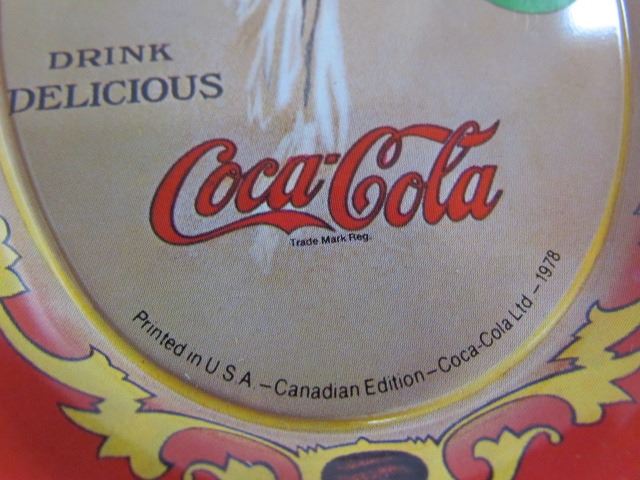 DRINK
DELICIOUS
Coca-Cola
Trade Mark Reg.
Printed in U S A. – Canadian Edition – Coca-Cola Ltd – 1978